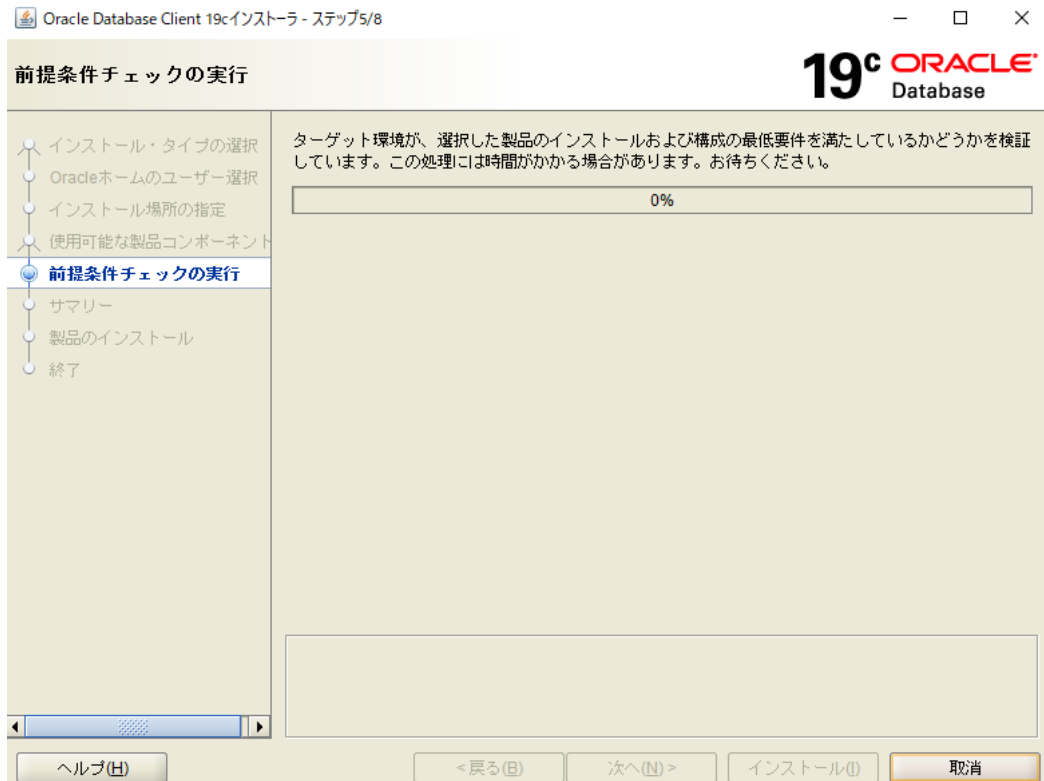 Oracle Database Client 19cインストーラ - ステップ5/8
前提条件チェックの実行
19c ORACLE
Database
インストール・タイプの選択
Oracleホームのユーザー選択
インストール場所の指定
使用可能な製品コンポーネント
前提条件チェックの実行
サマリー
製品のインストール
終了
ターゲット環境が、選択した製品のインストールおよび構成の最低要件を満たしているかどうかを検証
しています。この処理には時間がかかる場合があります。お待ちください。
0%
ヘルプ(H)
<戻る(B)
次へ(N)>
インストール(I)
取消